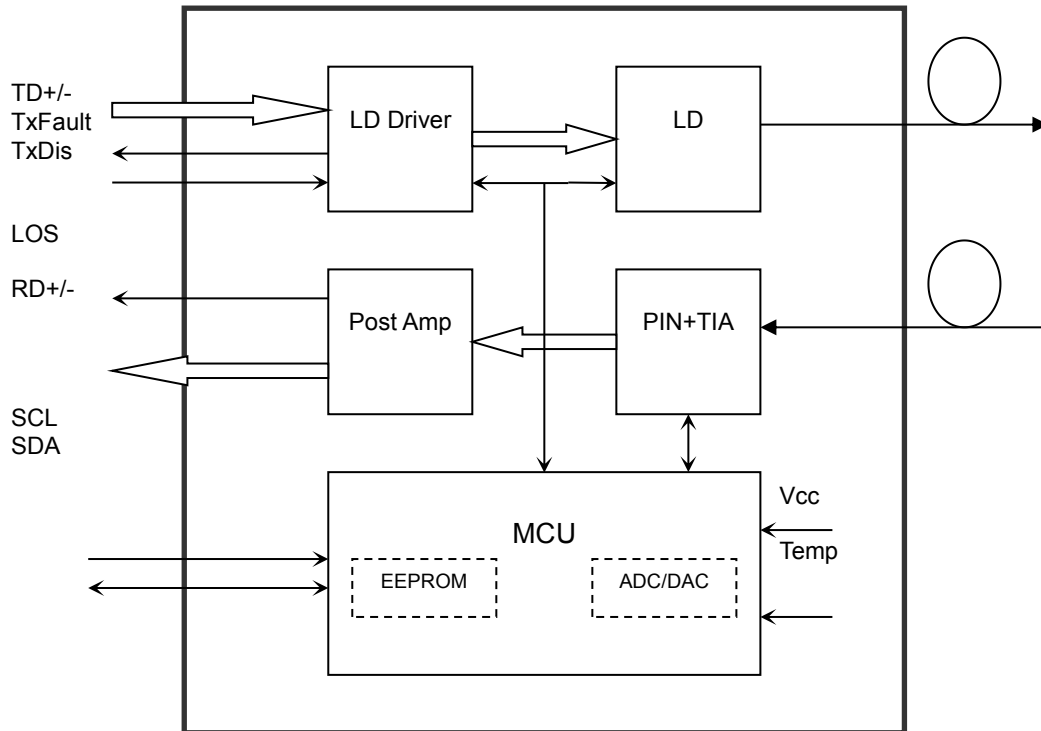 TD+/-
TxFault
TxDis
LD Driver
LD
LOS
RD+/-
Post Amp
PIN+TIA
SCL
SDA
Vcc
MCU
Temp
EEPROM
ADC/DAC